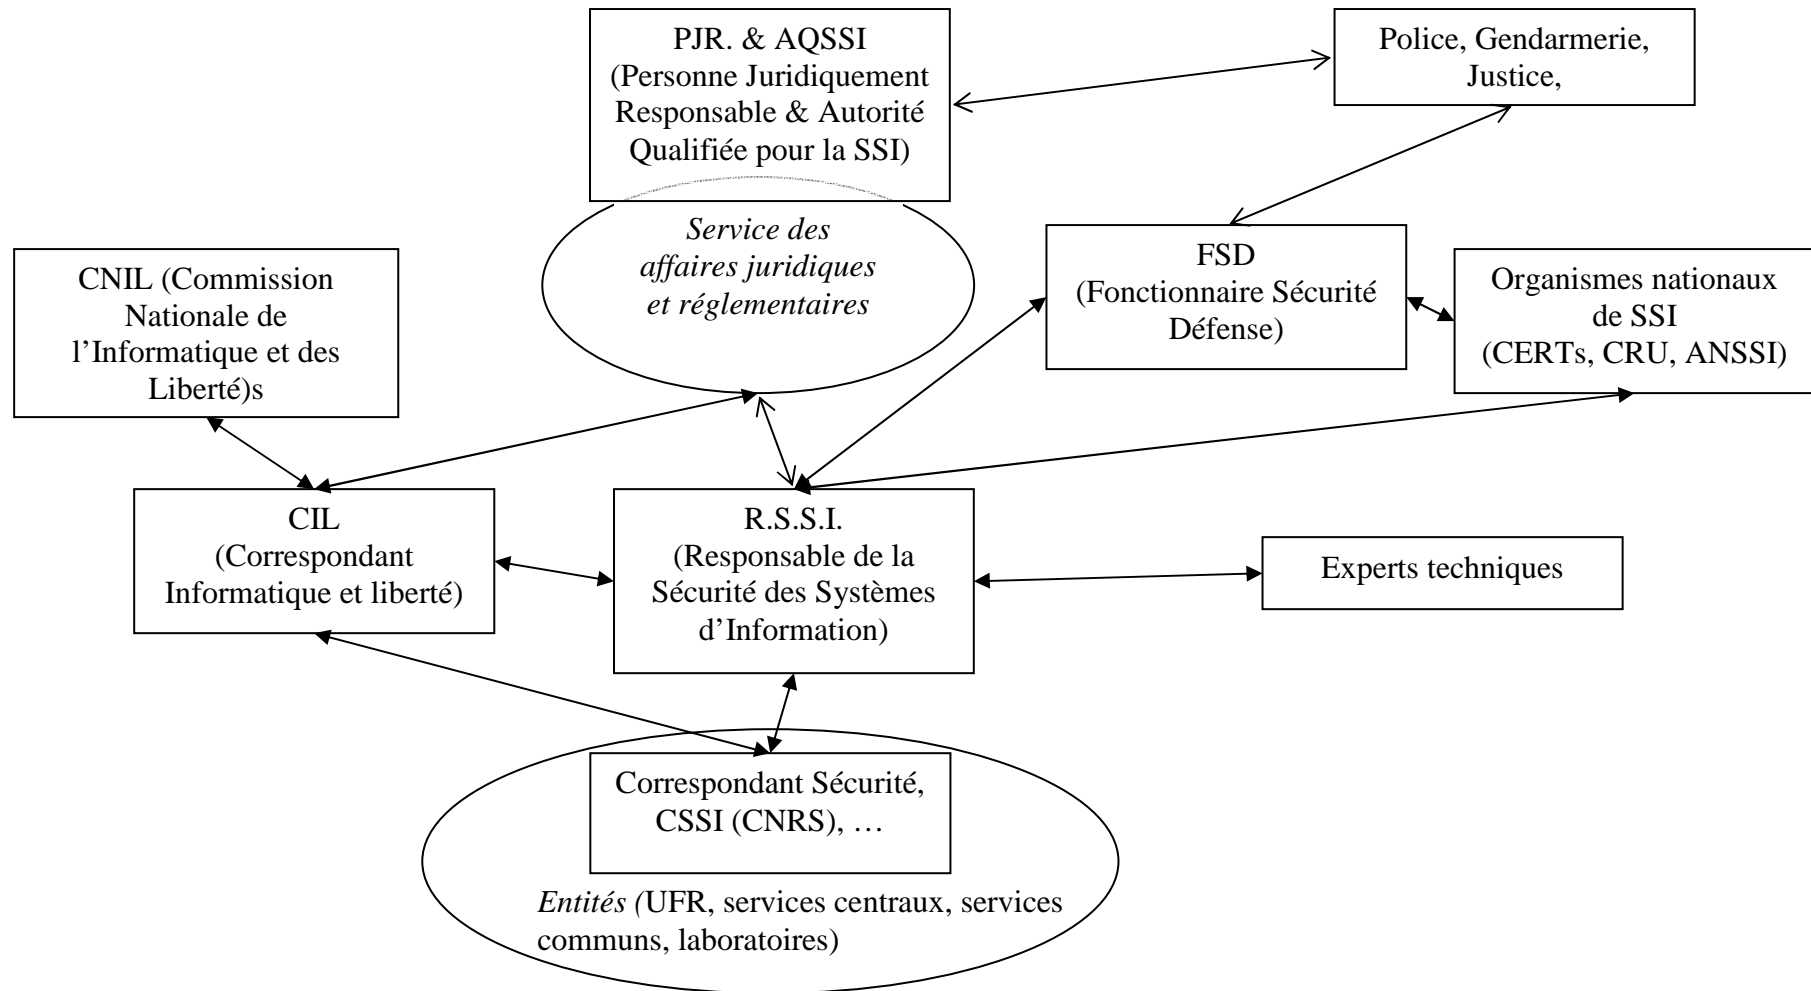 PJR. & AQSSI
(Personne Juridiquement
Responsable & Autorité
Qualifiée pour la SSI)
Police, Gendarmerie,
Justice,
Service des
affaires juridiques
et réglementaires
FSD
(Fonctionnaire Sécurité
Défense)
Organismes nationaux
de SSI
(CERTs, CRU, ANSSI)
CNIL (Commission
Nationale de
l’Informatique et des
Liberté)s
CIL
(Correspondant
Informatique et liberté)
R.S.S.I.
(Responsable de la
Sécurité des Systèmes
d’Information)
Experts techniques
Correspondant Sécurité,
CSSI (CNRS), …
Entités (UFR, services centraux, services
communs, laboratoires)